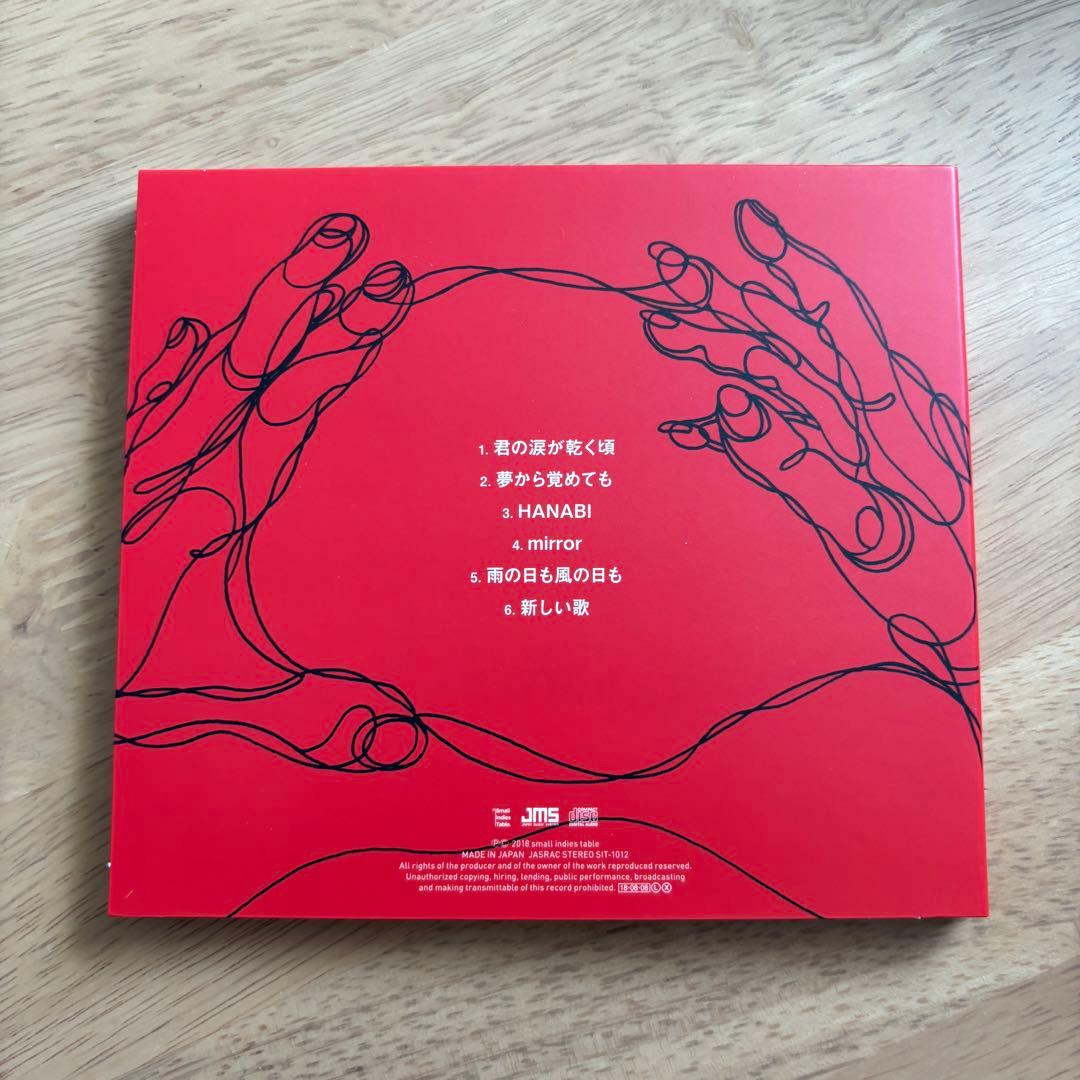 1. 君の涙が乾く頃
2. 夢から覚めても
3. HANABI
4. mirror
5. 雨の日も風の日も
6. 新しい歌
Small
Indies
Table.
JMS
COMPACT
disc
DIGITAL AUDIO
ⓅⒸ 2018 small indies table
MADE IN JAPAN JASRAC STEREO SIT-1012
All rights of the producer and of the owner of the work reproduced reserved.
Unauthorized copying, hiring, lending, public performance, broadcasting
and making transmittable of this record prohibited. 18·08·08 Ⓛ Ⓧ